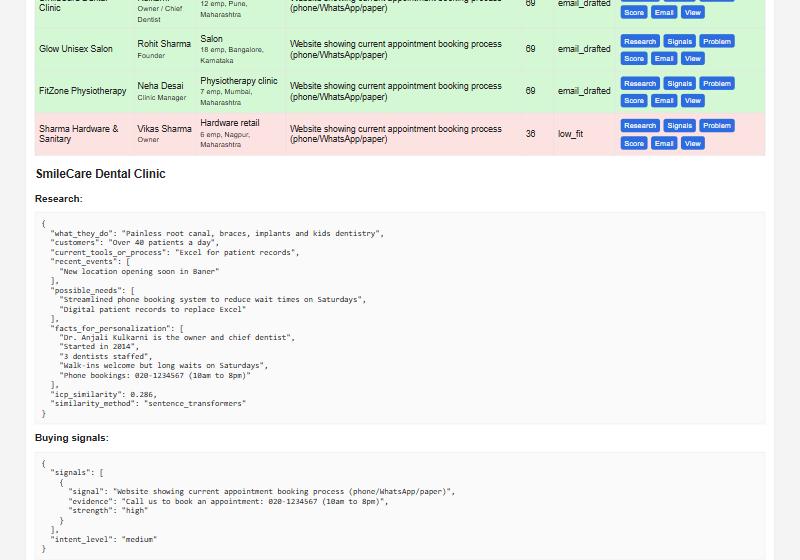 Clinic
Owner / Chief
Dentist
12 emp, Pune,
Maharashtra
(phone/WhatsApp/paper)
69
email_drafted
Score Email View
Glow Unisex Salon
Rohit Sharma
Founder
Salon
18 emp, Bangalore,
Karnataka
Website showing current appointment booking process
(phone/WhatsApp/paper)
69
email_drafted
Research Signals Problem
Score Email View
FitZone Physiotherapy
Neha Desai
Clinic Manager
Physiotherapy clinic
7 emp, Mumbai,
Maharashtra
Website showing current appointment booking process
(phone/WhatsApp/paper)
69
email_drafted
Research Signals Problem
Score Email View
Sharma Hardware &
Sanitary
Vikas Sharma
Owner
Hardware retail
6 emp, Nagpur,
Maharashtra
Website showing current appointment booking process
(phone/WhatsApp/paper)
36
low_fit
Research Signals Problem
Score Email View
SmileCare Dental Clinic
Research:
{
"what_they_do": "Painless root canal, braces, implants and kids dentistry",
"customers": "Over 40 patients a day",
"current_tools_or_process": "Excel for patient records",
"recent_events": [
"New location opening soon in Baner"
],
"possible_needs": [
"Streamlined phone booking system to reduce wait times on Saturdays",
"Digital patient records to replace Excel"
],
"facts_for_personalization": [
"Dr. Anjali Kulkarni is the owner and chief dentist",
"Started in 2014",
"3 dentists staffed",
"Walk-ins welcome but long waits on Saturdays",
"Phone bookings: 020-1234567 (10am to 8pm)"
],
"icp_similarity": 0.286,
"similarity_method": "sentence_transformers"
}
Buying signals:
{
"signals": [
{
"signal": "Website showing current appointment booking process (phone/WhatsApp/paper)",
"evidence": "Call us to book an appointment: 020-1234567 (10am to 8pm)",
"strength": "high"
}
],
"intent_level": "medium"
}